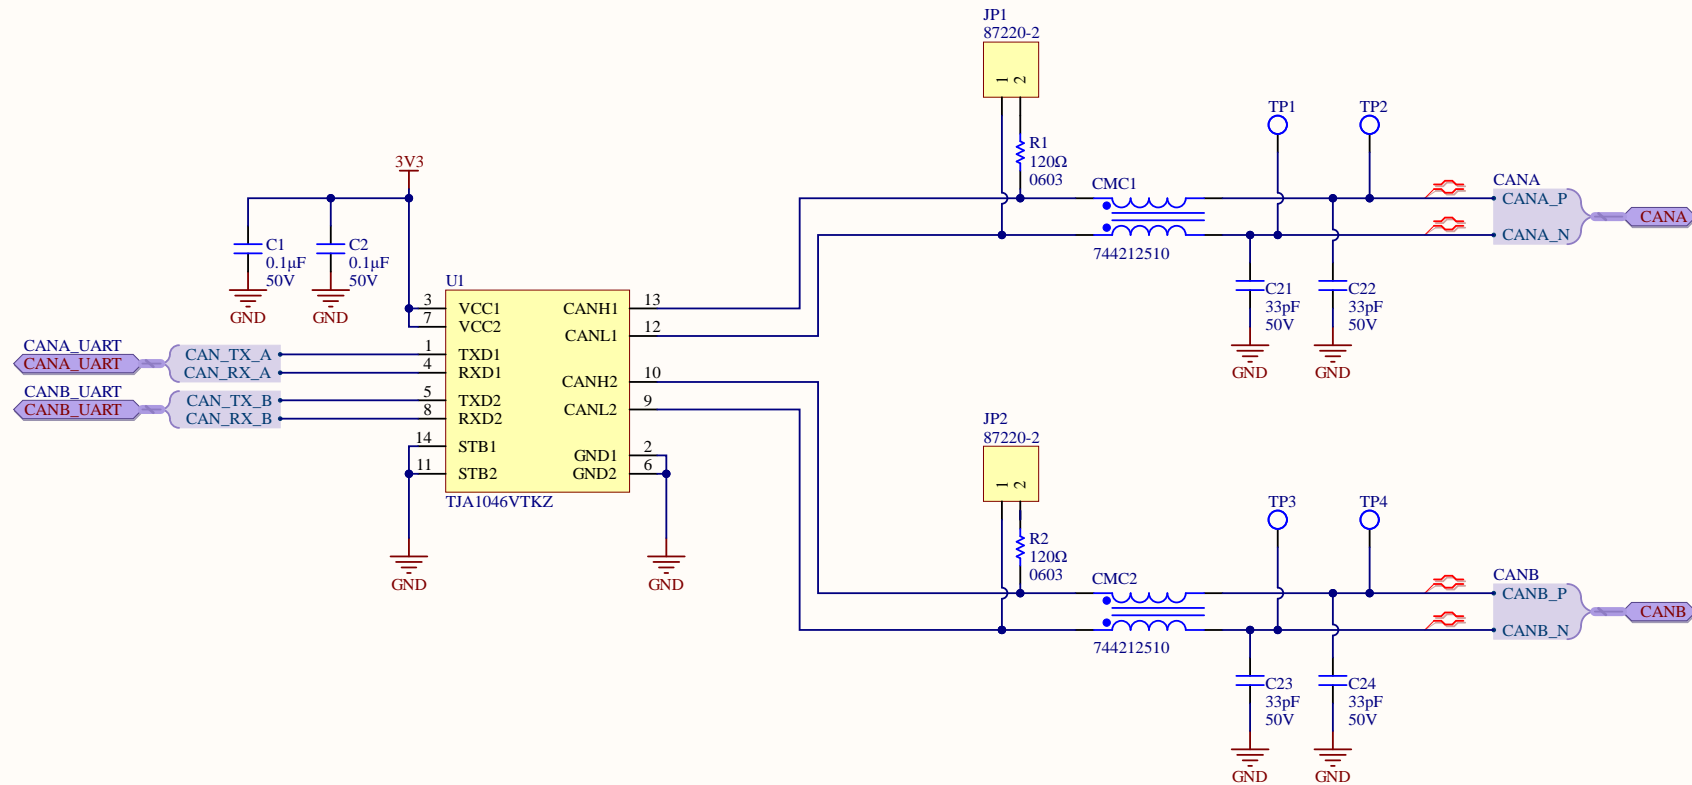 JP1
87220-2
1
2
TP1
TP2
R1
120Ω
0603
3V3
CMC1
CANA
CANA_P
CANA
CANA_N
744212510
C1
0.1µF
50V
C2
0.1µF
50V
GND
GND
U1
3
VCC1
7
VCC2
1
TXD1
4
RXD1
5
TXD2
8
RXD2
14
STB1
11
STB2
CANH1
13
CANL1
12
CANH2
10
CANL2
9
GND1
2
GND2
6
TJA1046VTKZ
C21
33pF
50V
C22
33pF
50V
GND
GND
CANA_UART
CANA_UART
CAN_TX_A
CAN_RX_A
CANB_UART
CANB_UART
CAN_TX_B
CAN_RX_B
GND
GND
JP2
87220-2
1
2
TP3
TP4
R2
120Ω
0603
CMC2
CANB
CANB_P
CANB
CANB_N
744212510
C23
33pF
50V
C24
33pF
50V
GND
GND